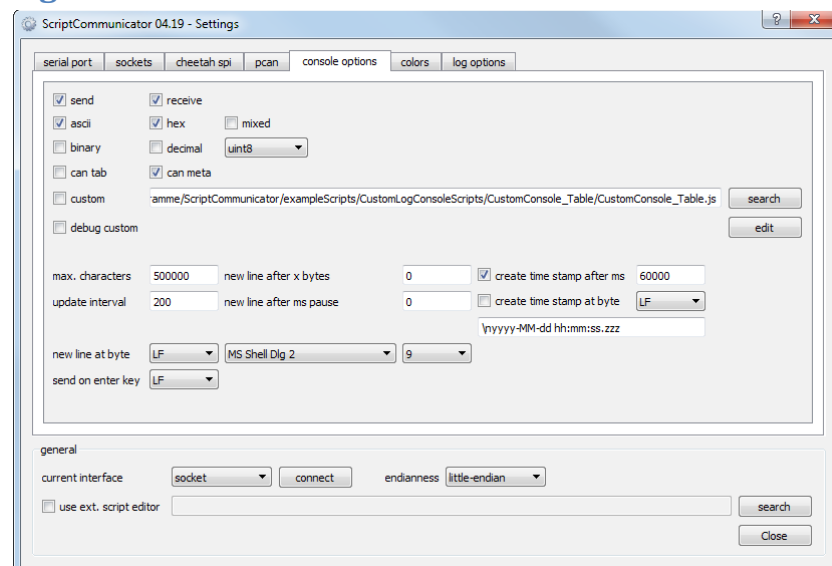 ScriptCommunicator 04.19 - Settings
serial port sockets cheetah spi pcan console options colors log options
send receive
ascii hex mixed
binary decimal uint8
can tab can meta
custom ramme/ScriptCommunicator/exampleScripts/CustomLogConsoleScripts/CustomConsole_Table/CustomConsole_Table.js search
debug custom edit
max. characters 500000 new line after x bytes 0 create time stamp after ms 60000
update interval 200 new line after ms pause 0 create time stamp at byte LF
\nyyyy-MM-dd hh:mm:ss.zzz
new line at byte LF MS Shell Dlg 2 9
send on enter key LF
general
current interface socket connect endianness little-endian
use ext. script editor search
Close